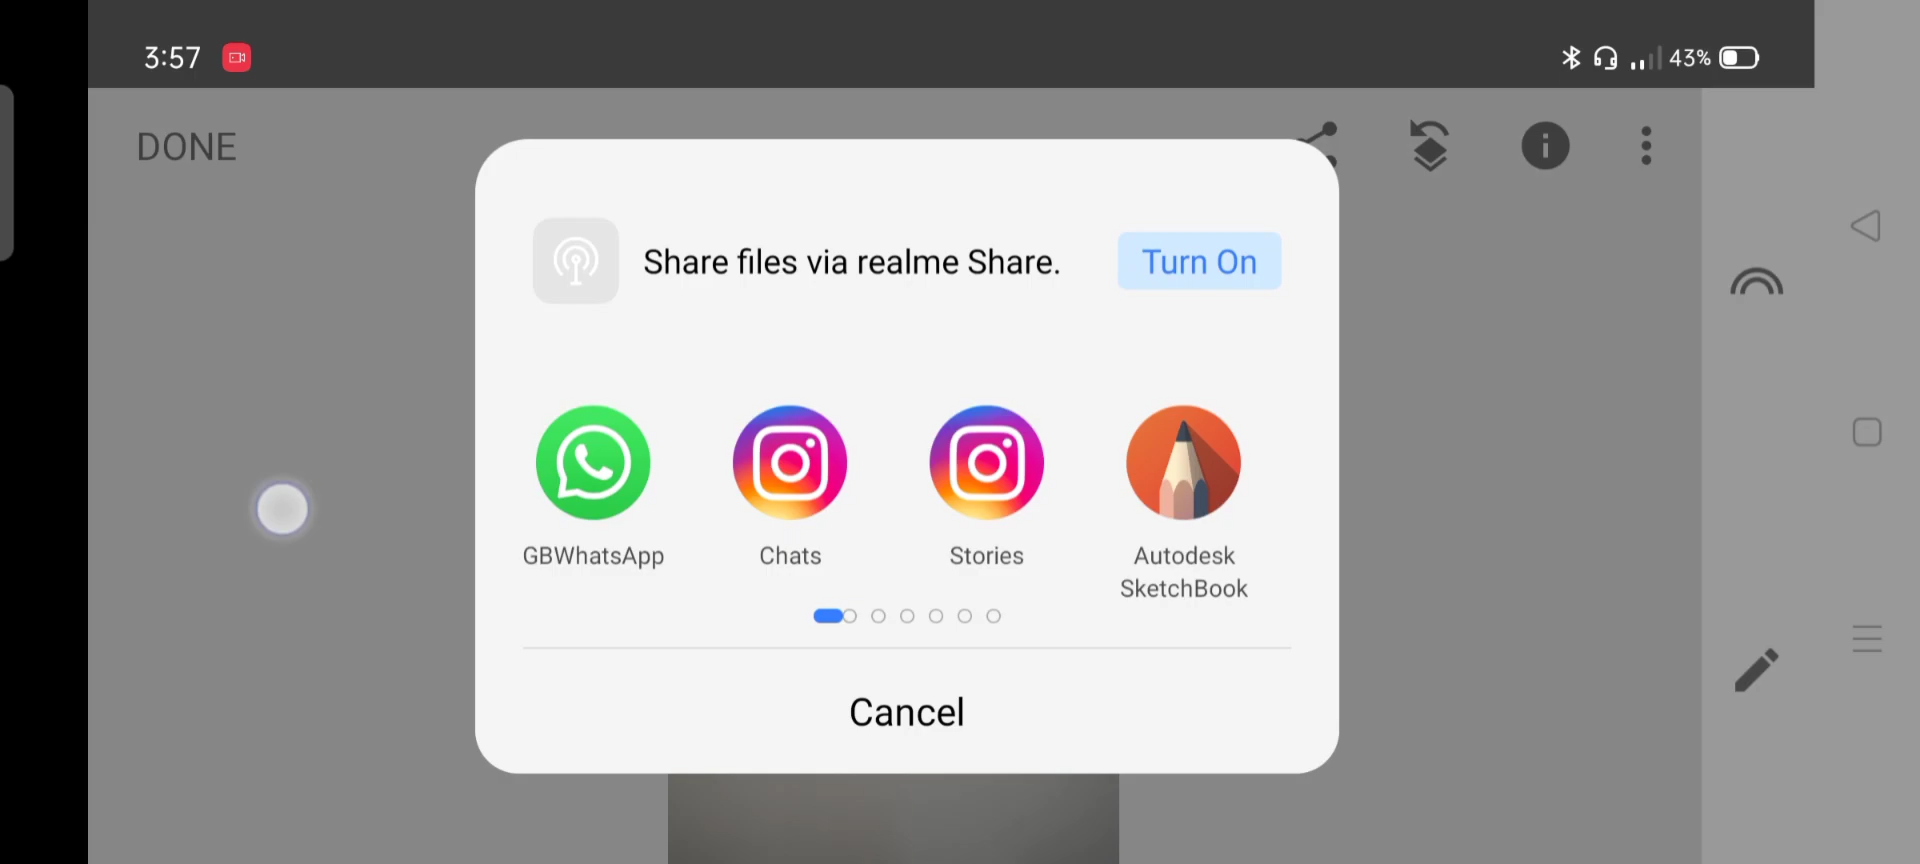 3:57
43%
DONE
Share files via realme Share.
Turn On
GBWhatsApp
Chats
Stories
Autodesk
SketchBook
Cancel